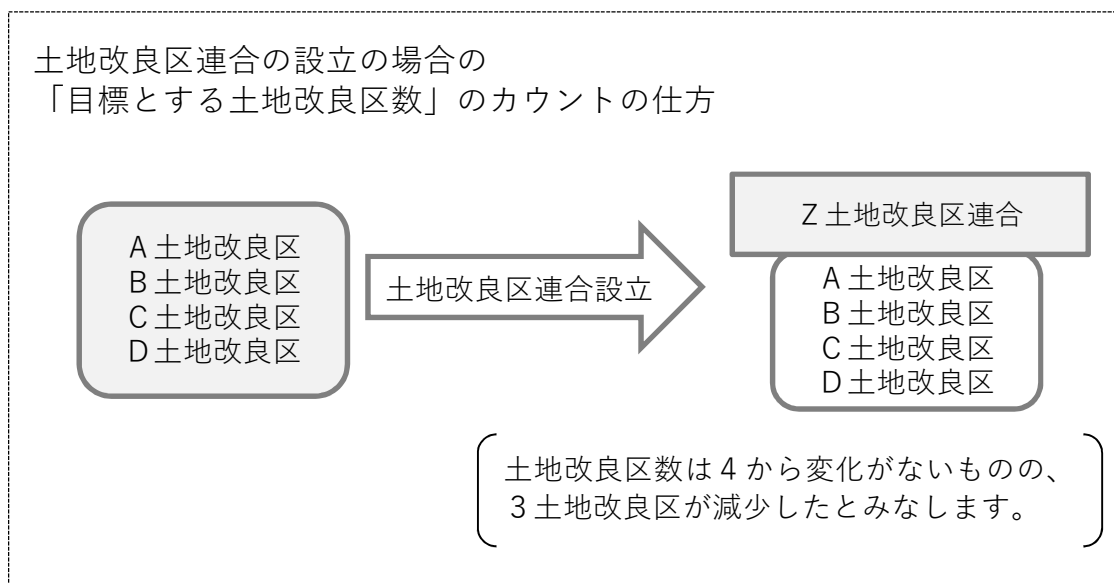 土地改良区連合の設立の場合の
「目標とする土地改良区数」のカウントの仕方
A土地改良区
B土地改良区
C土地改良区
D土地改良区
土地改良区連合設立
Z土地改良区連合
A土地改良区
B土地改良区
C土地改良区
D土地改良区
土地改良区数は4から変化がないものの、
3土地改良区が減少したとみなします。